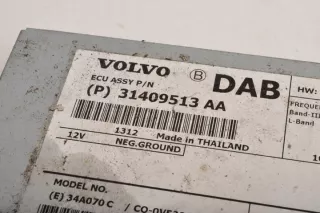 VOLVO B DAB HW:
ECU ASSY P/N
(P) 31409513 AA
FREQUE
Band-III
L-Band)
12V 1312 Made in THAILAND
NEG.GROUND
MODEL NO.
(E) 34A070 C / CQ-